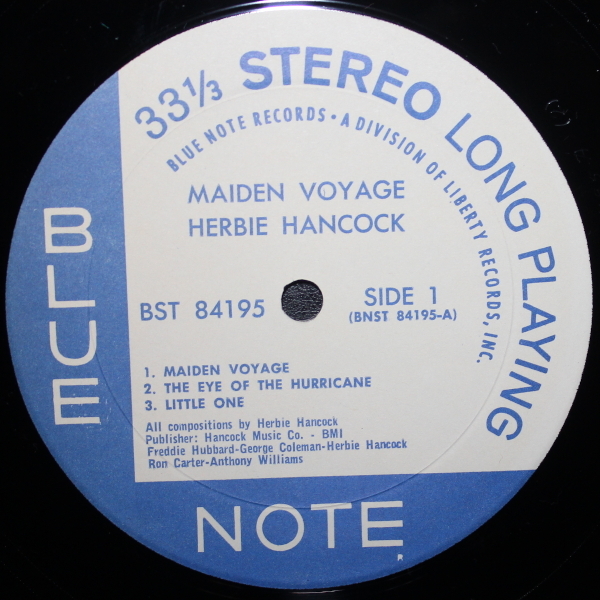 33⅓ STEREO LONG PLAYING
BLUE NOTE RECORDS • A DIVISION OF LIBERTY RECORDS, INC.
MAIDEN VOYAGE
HERBIE HANCOCK
BST 84195
SIDE 1
(BNST 84195-A)
1. MAIDEN VOYAGE
2. THE EYE OF THE HURRICANE
3. LITTLE ONE
All compositions by Herbie Hancock
Publisher: Hancock Music Co. - BMI
Freddie Hubbard-George Coleman-Herbie Hancock
Ron Carter-Anthony Williams
BLUE
NOTE
R